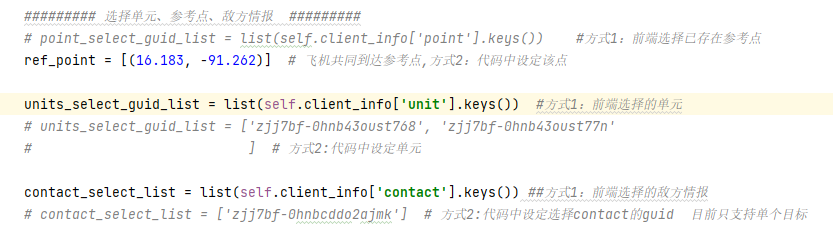 ######### 选择单元、参考点、敌方情报  #########
# point_select_guid_list = list(self.client_info['point'].keys())    #方式1：前端选择已存在参考点
ref_point = [(16.183, -91.262)]  # 飞机共同到达参考点,方式2：代码中设定该点
units_select_guid_list = list(self.client_info['unit'].keys())  #方式1：前端选择的单元
# units_select_guid_list = ['zjj7bf-0hnb43oust768', 'zjj7bf-0hnb43oust77n'
#                           ]  # 方式2:代码中设定单元
contact_select_list = list(self.client_info['contact'].keys()) ##方式1：前端选择的敌方情报
# contact_select_list = ['zjj7bf-0hnbcddo2ajmk']  # 方式2:代码中设定选择contact的guid  目前只支持单个目标